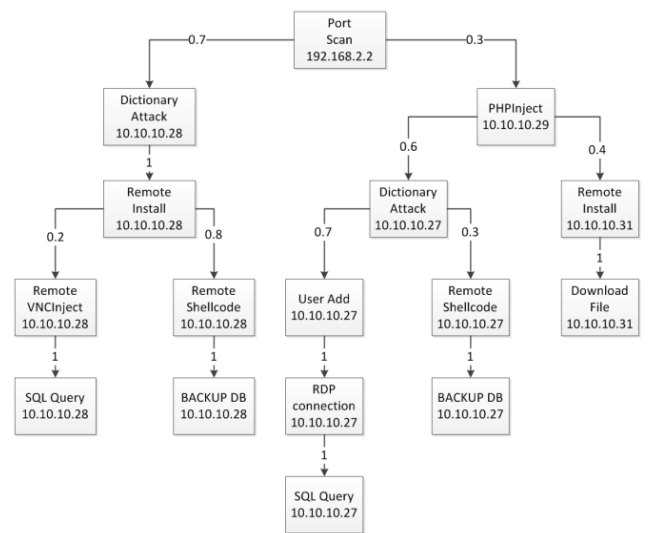 Port
Scan
192.168.2.2
0.7
0.3
Dictionary
Attack
10.10.10.28
PHPInject
10.10.10.29
1
0.6
0.4
Remote
Install
10.10.10.28
Dictionary
Attack
10.10.10.27
Remote
Install
10.10.10.31
0.2
0.8
0.7
0.3
1
Remote
VNCInject
10.10.10.28
Remote
Shellcode
10.10.10.28
User Add
10.10.10.27
Remote
Shellcode
10.10.10.27
Download
File
10.10.10.31
1
1
1
1
SQL Query
10.10.10.28
BACKUP DB
10.10.10.28
RDP
connection
10.10.10.27
BACKUP DB
10.10.10.27
1
SQL Query
10.10.10.27